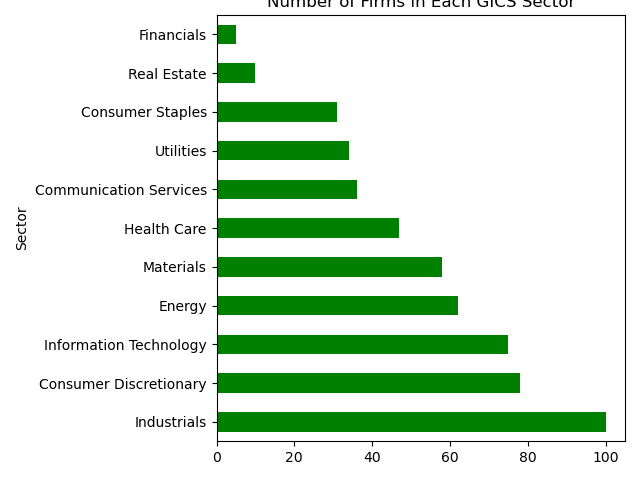 Number of Firms in Each GICS Sector
Financials
Real Estate
Consumer Staples
Utilities
Communication Services
Health Care
Materials
Energy
Information Technology
Consumer Discretionary
Industrials
Sector
0 20 40 60 80 100